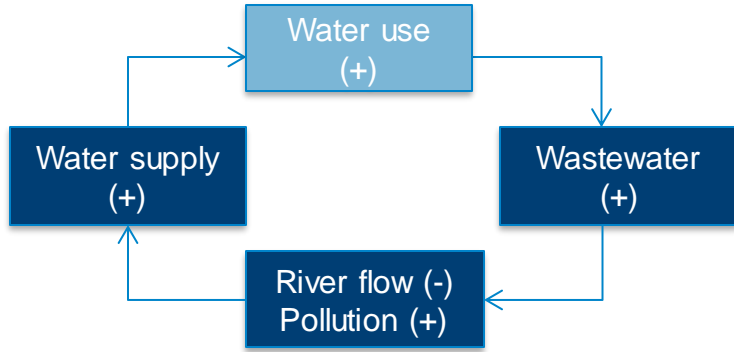 Water use
(+)
Water supply
(+)
Wastewater
(+)
River flow (-)
Pollution (+)